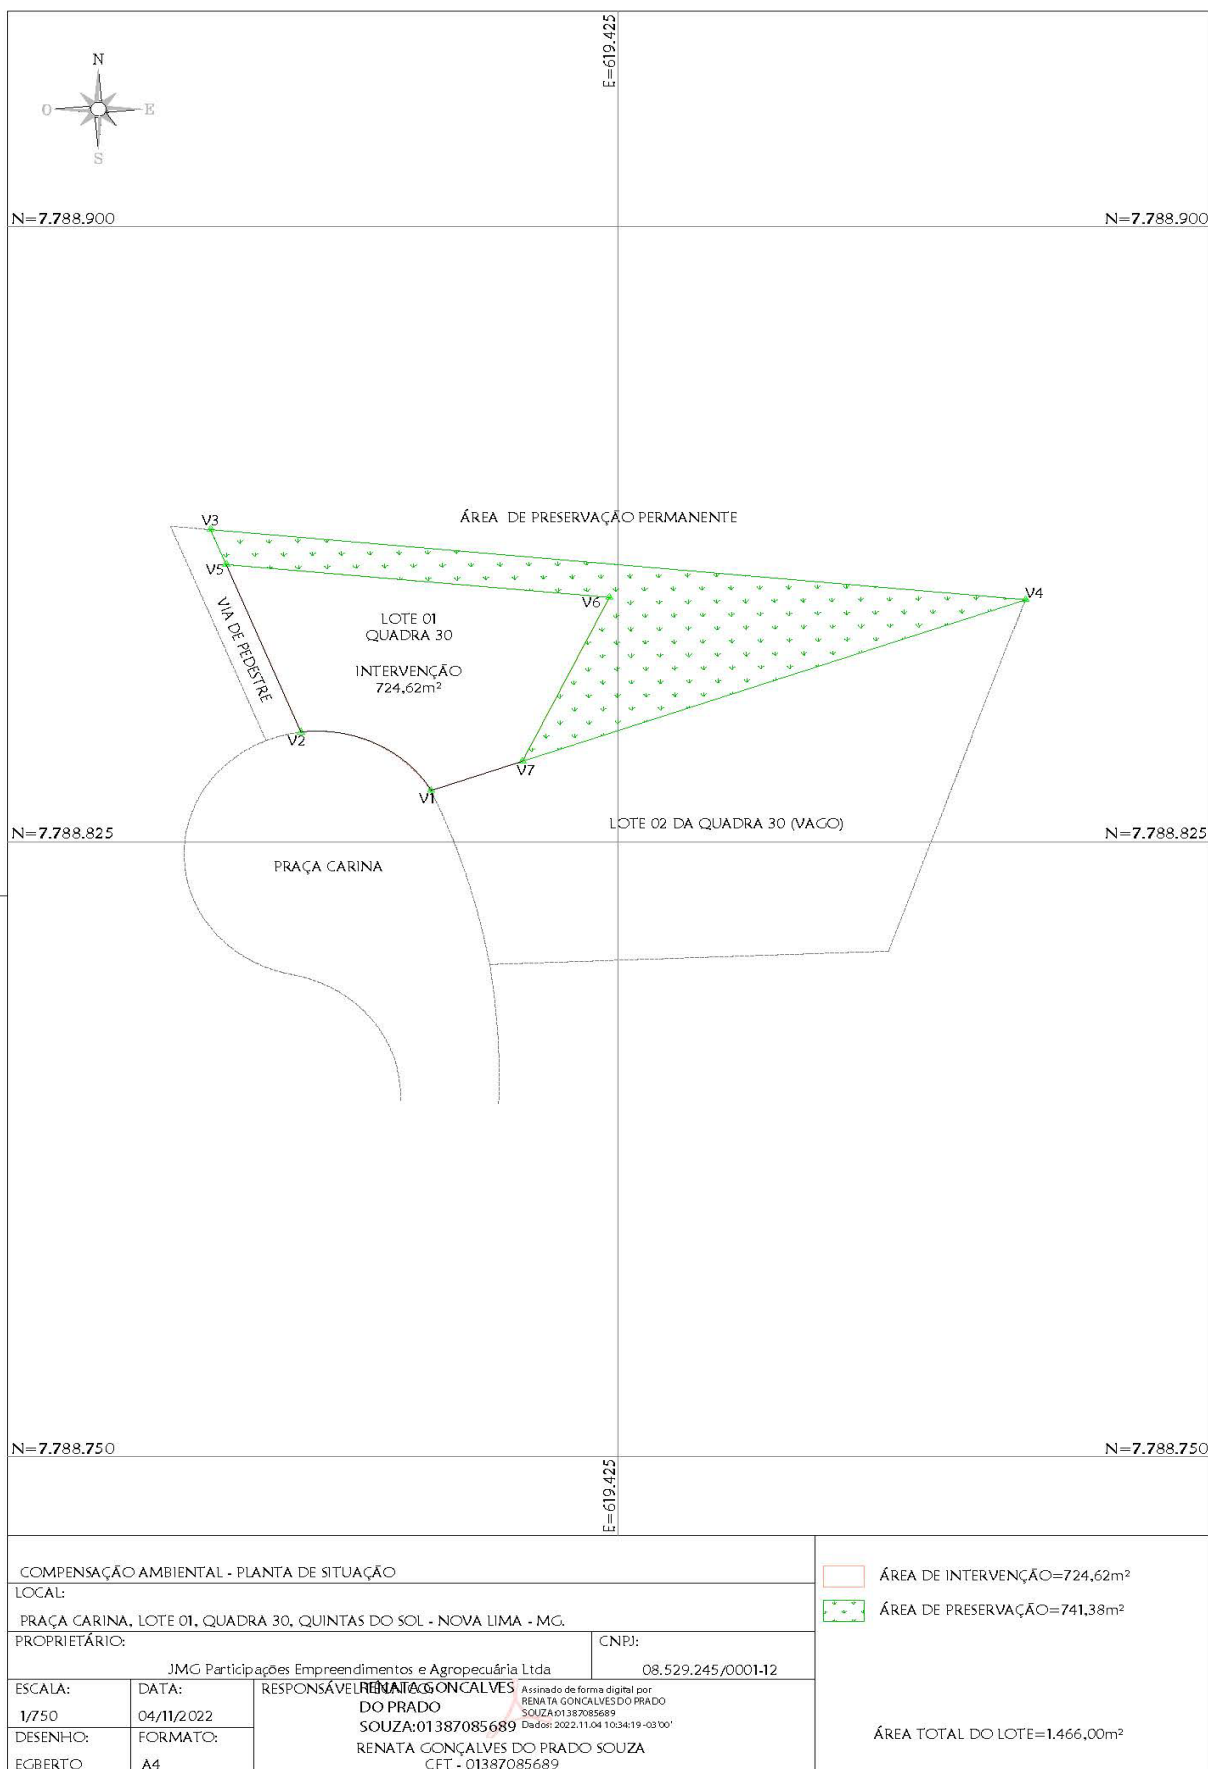 E=619.425
N
O
E
S
N=7.788.900
N=7.788.900
V3
ÁREA DE PRESERVAÇÃO PERMANENTE
V5
V6
V4
VIA DE PEDESTRE
LOTE 01
QUADRA 30
INTERVENÇÃO
724,62m²
V2
V7
V1
N=7.788.825
LOTE 02 DA QUADRA 30 (VAGO)
N=7.788.825
PRAÇA CARINA
N=7.788.750
N=7.788.750
E=619.425
COMPENSAÇÃO AMBIENTAL - PLANTA DE SITUAÇÃO
LOCAL:
PRAÇA CARINA, LOTE 01, QUADRA 30, QUINTAS DO SOL - NOVA LIMA - MG.
PROPRIETÁRIO:
JMG Participações Empreendimentos e Agropecuária Ltda
CNPJ:
08.529.245/0001-12
ESCALA:
1/750
DATA:
04/11/2022
DESENHO:
EGBERTO
FORMATO:
A4
RESPONSÁVEL
RENATA GONCALVES
DO PRADO
SOUZA:01387085689
Assinado de forma digital por
RENATA GONCALVES DO PRADO
SOUZA:01387085689
Dados: 2022.11.04 10:34:19 -03'00'
RENATA GONÇALVES DO PRADO SOUZA
CFT - 01387085689
ÁREA DE INTERVENÇÃO=724,62m²
ÁREA DE PRESERVAÇÃO=741,38m²
ÁREA TOTAL DO LOTE=1.466,00m²